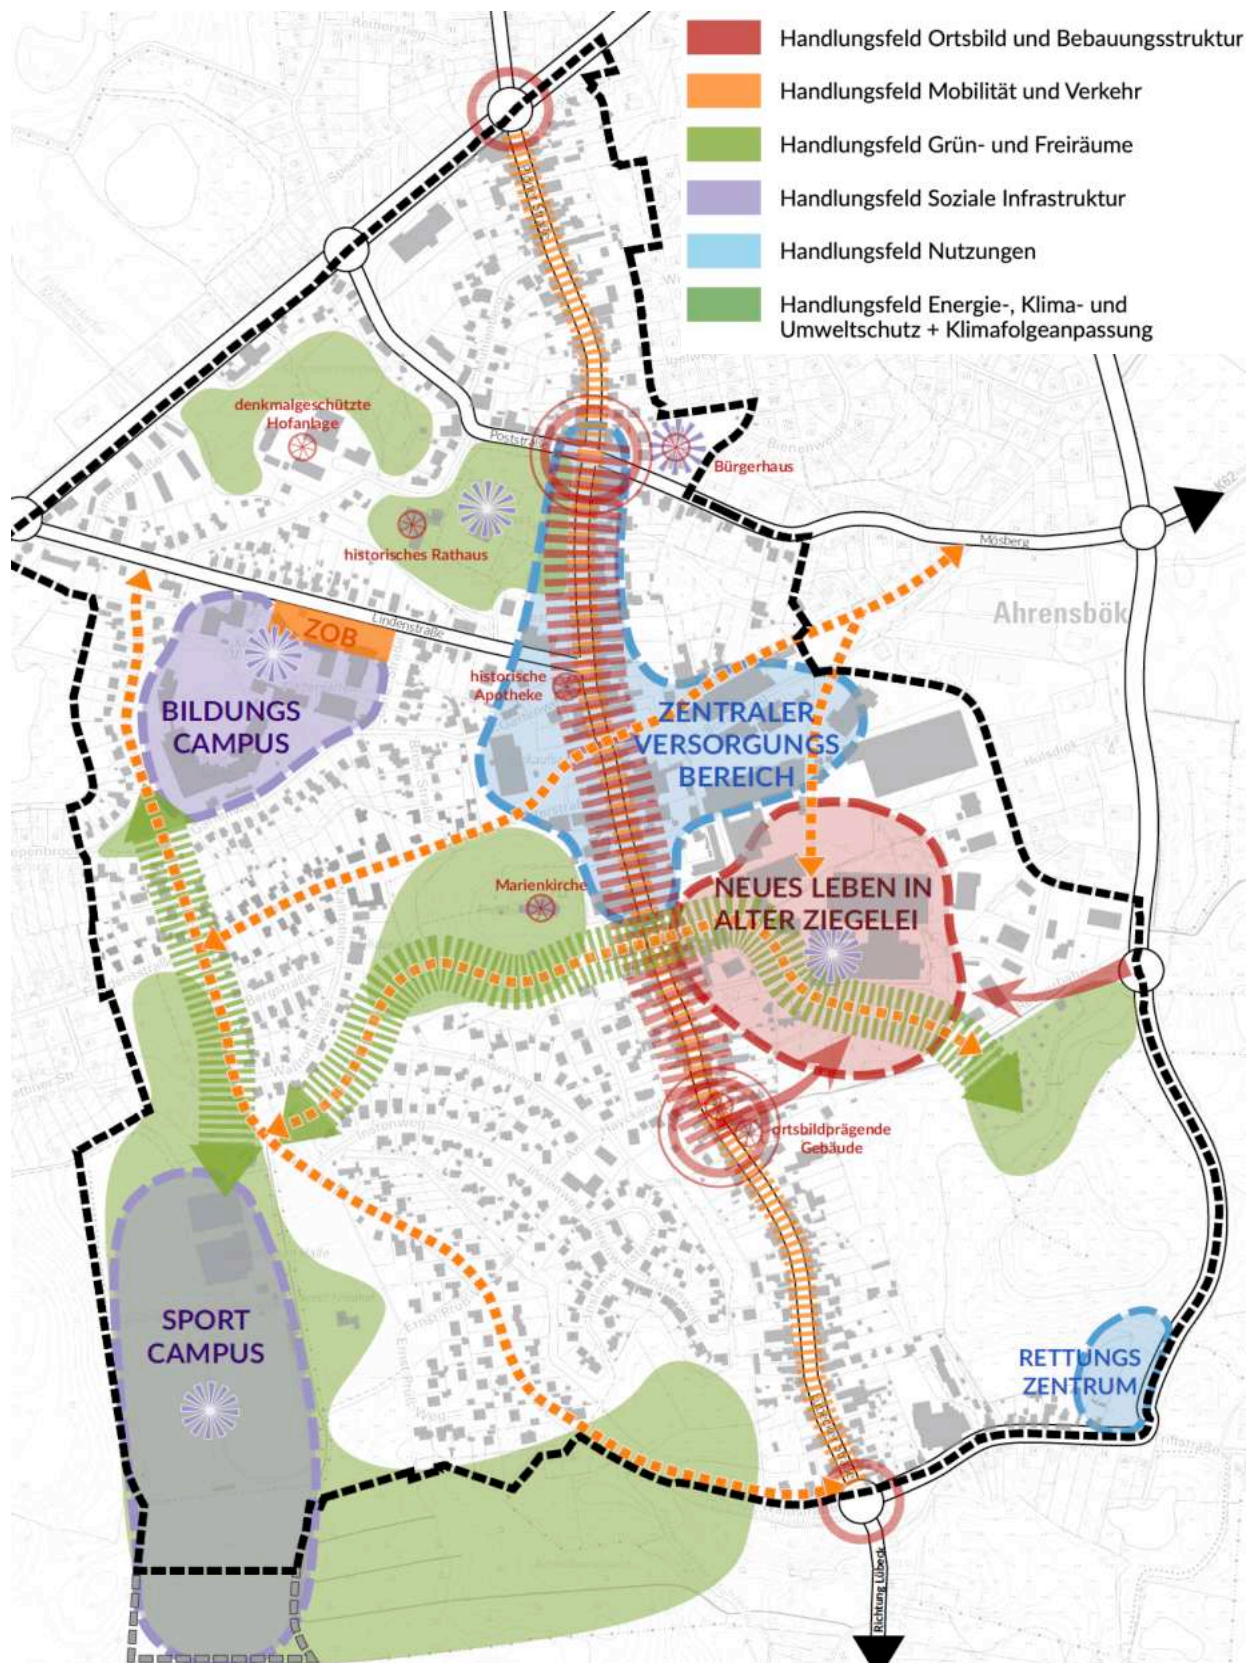 Handlungsfeld Ortsbild und Bebauungsstruktur
Handlungsfeld Mobilität und Verkehr
Handlungsfeld Grün- und Freiräume
Handlungsfeld Soziale Infrastruktur
Handlungsfeld Nutzungen
Handlungsfeld Energie-, Klima- und
Umweltschutz + Klimafolgeanpassung
denkmalgeschützte
Hofanlage
Poststraße
Bürgerhaus
K62
historisches Rathaus
Mösberg
Ahrensbök
ZOB
Lindenstraße
historische
Apotheke
BILDUNGS
CAMPUS
ZENTRALER
VERSORGUNGS
BEREICH
Marienkirche
NEUES LEBEN IN
ALTER ZIEGELEI
Bergstraße
ortsbildprägende
Gebäude
SPORT
CAMPUS
RETTUNGS
ZENTRUM
Richtung Lübeck